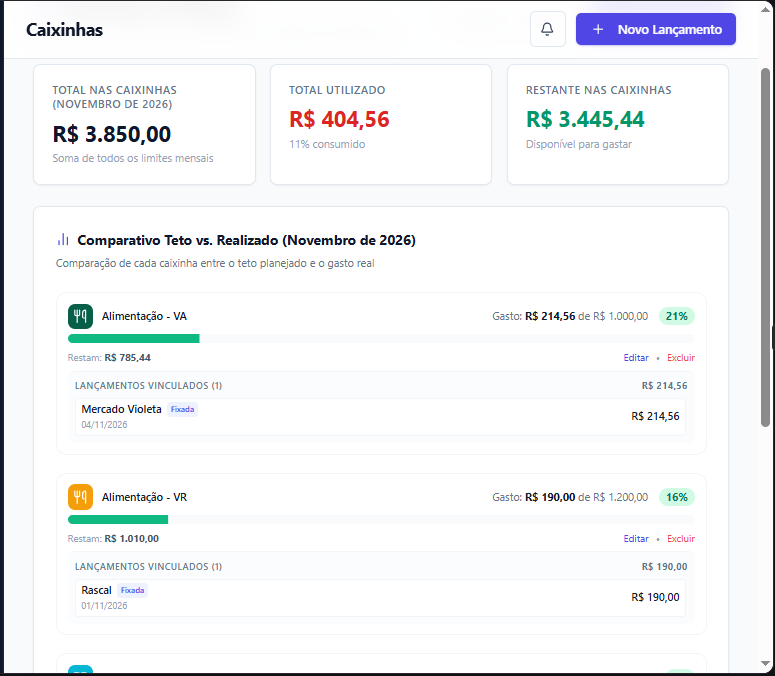 Caixinhas
+ Novo Lançamento
TOTAL NAS CAIXINHAS
(NOVEMBRO DE 2026)
R$ 3.850,00
Soma de todos os limites mensais
TOTAL UTILIZADO
R$ 404,56
11% consumido
RESTANTE NAS CAIXINHAS
R$ 3.445,44
Disponível para gastar
Comparativo Teto vs. Realizado (Novembro de 2026)
Comparação de cada caixinha entre o teto planejado e o gasto real
Alimentação - VA
Gasto: R$ 214,56 de R$ 1.000,00 21%
Restam: R$ 785,44
Editar • Excluir
LANÇAMENTOS VINCULADOS (1) R$ 214,56
Mercado Violeta Fixada
04/11/2026
R$ 214,56
Alimentação - VR
Gasto: R$ 190,00 de R$ 1.200,00 16%
Restam: R$ 1.010,00
Editar • Excluir
LANÇAMENTOS VINCULADOS (1) R$ 190,00
Rascal Fixada
01/11/2026
R$ 190,00